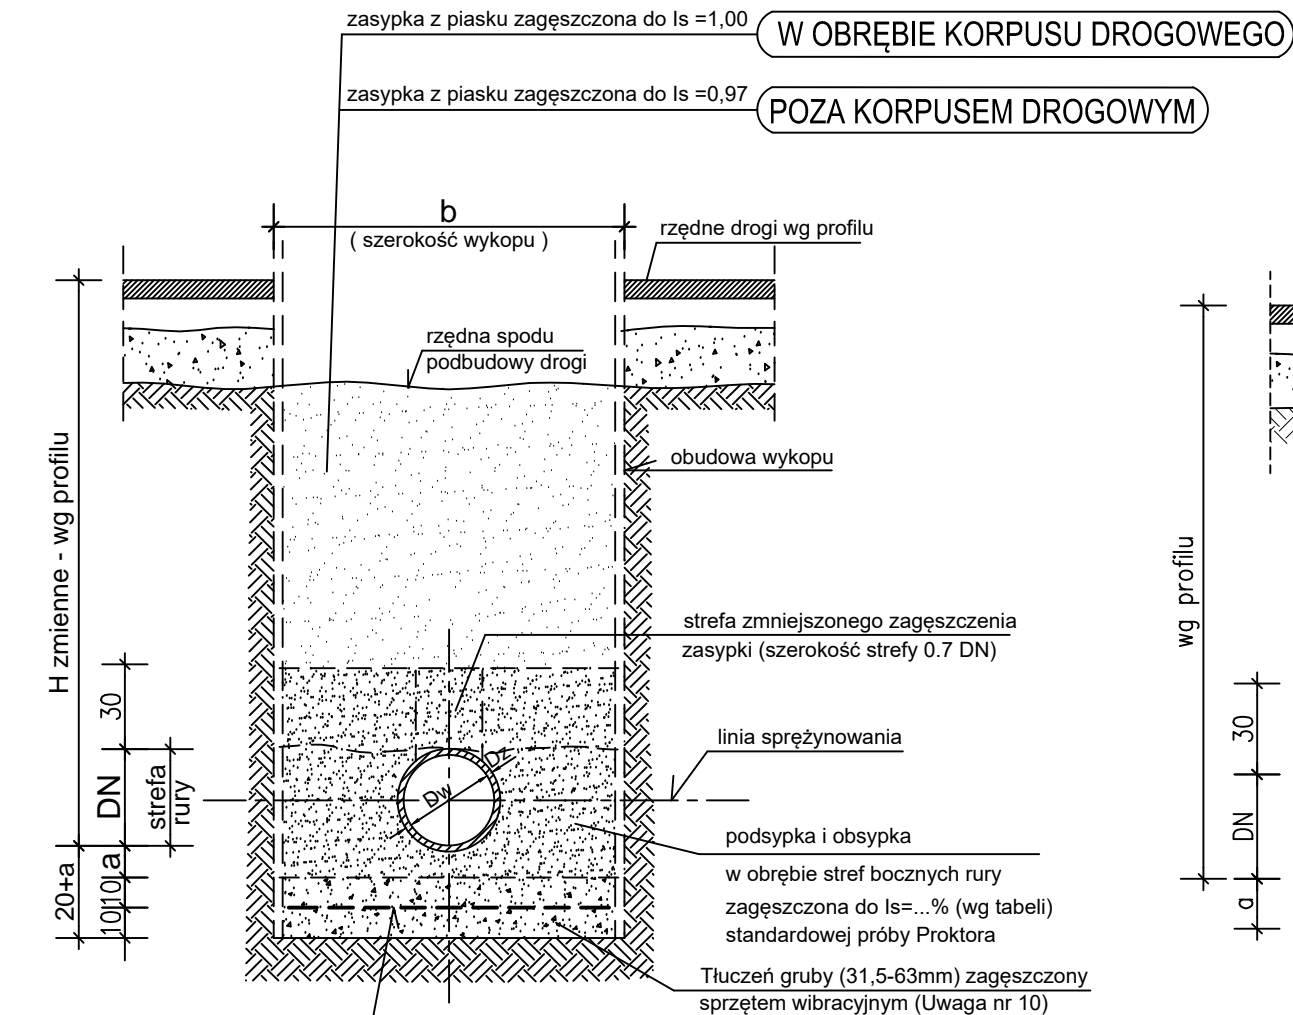 zasypka z piasku zagęszczona do Is =1,00
W OBRĘBIE KORPUSU DROGOWEGO
zasypka z piasku zagęszczona do Is =0,97
POZA KORPUSEM DROGOWYM
b
( szerokość wykopu )
rzędne drogi wg profilu
rzędna spodu
podbudowy drogi
obudowa wykopu
H zmienne - wg profilu
wg profilu
strefa zmniejszonego zagęszczenia
zasypki (szerokość strefy 0.7 DN)
30
30
linia sprężynowania
DN
strefa
rury
Dz
Dw
DN
podsypka i obsypka
w obrębie stref bocznych rury
zagęszczona do Is=...% (wg tabeli)
standardowej próby Proktora
20+a
10
10
a
a
Tłuczeń gruby (31,5-63mm) zagęszczony
sprzętem wibracyjnym (Uwaga nr 10)